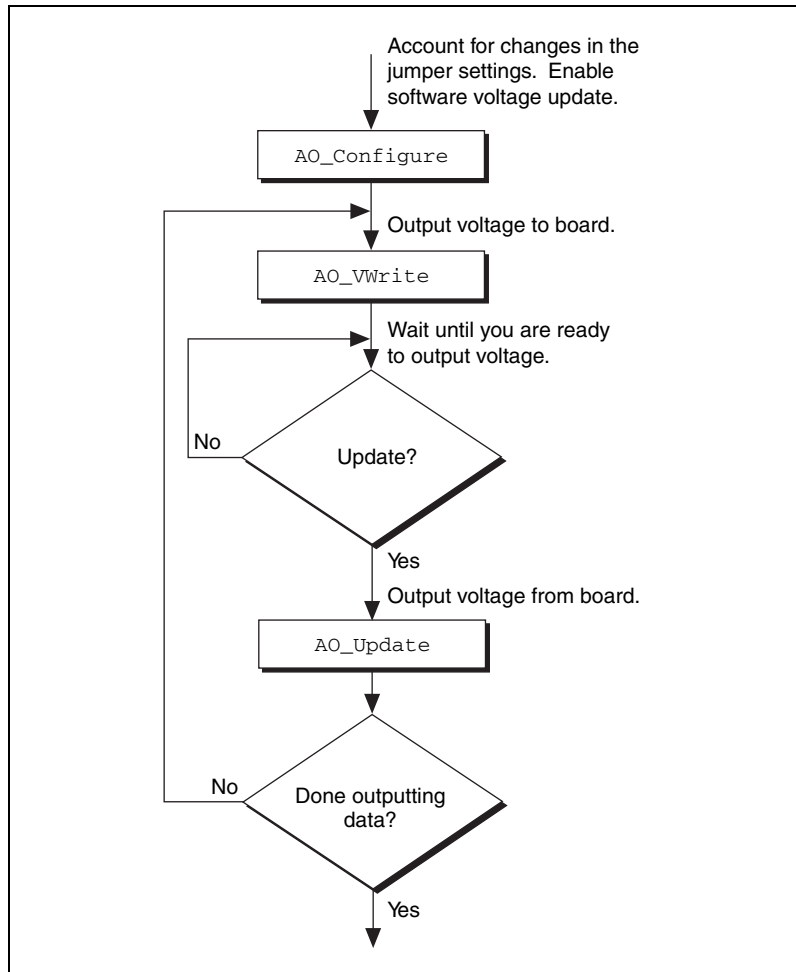 Account for changes in the
jumper settings.  Enable
software voltage update.
AO_Configure
Output voltage to board.
AO_VWrite
Wait until you are ready
to output voltage.
No
Update?
Yes
Output voltage from board.
AO_Update
No
Done outputting
data?
Yes